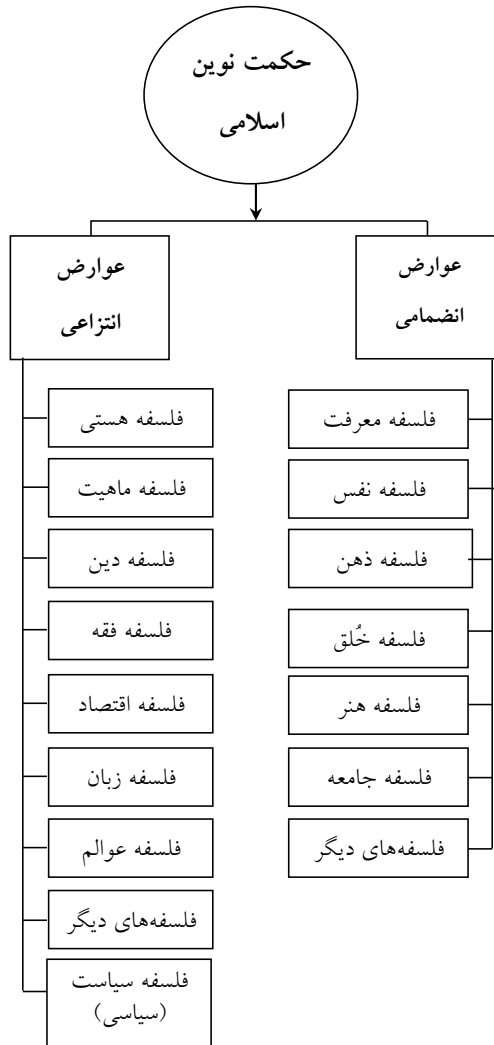 حکمت نوین
اسلامی
عوارض
انضمامی
فلسفه معرفت
فلسفه نفس
فلسفه ذهن
فلسفه خُلق
فلسفه هنر
فلسفه جامعه
فلسفه‌های دیگر
عوارض
انتزاعی
فلسفه هستی
فلسفه ماهیت
فلسفه دین
فلسفه فقه
فلسفه اقتصاد
فلسفه زبان
فلسفه عوالم
فلسفه‌های دیگر
فلسفه سیاست
(سیاسی)